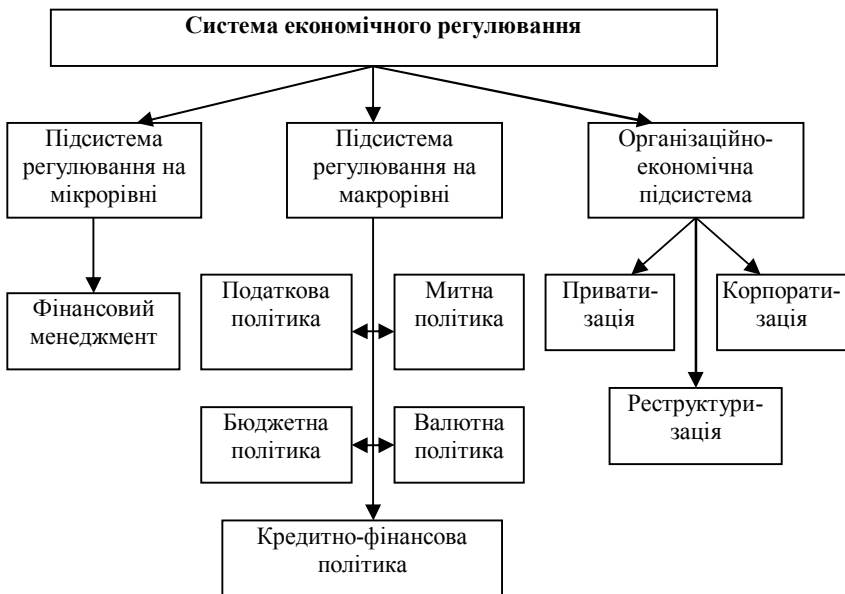 Система економічного регулювання
Підсистема
регулювання на
мікрорівні
Підсистема
регулювання на
макрорівні
Організаційно-
економічна
підсистема
Фінансовий
менеджмент
Податкова
політика
Митна
політика
Привати-
зація
Корпорати-
зація
Бюджетна
політика
Валютна
політика
Реструктури-
зація
Кредитно-фінансова
політика